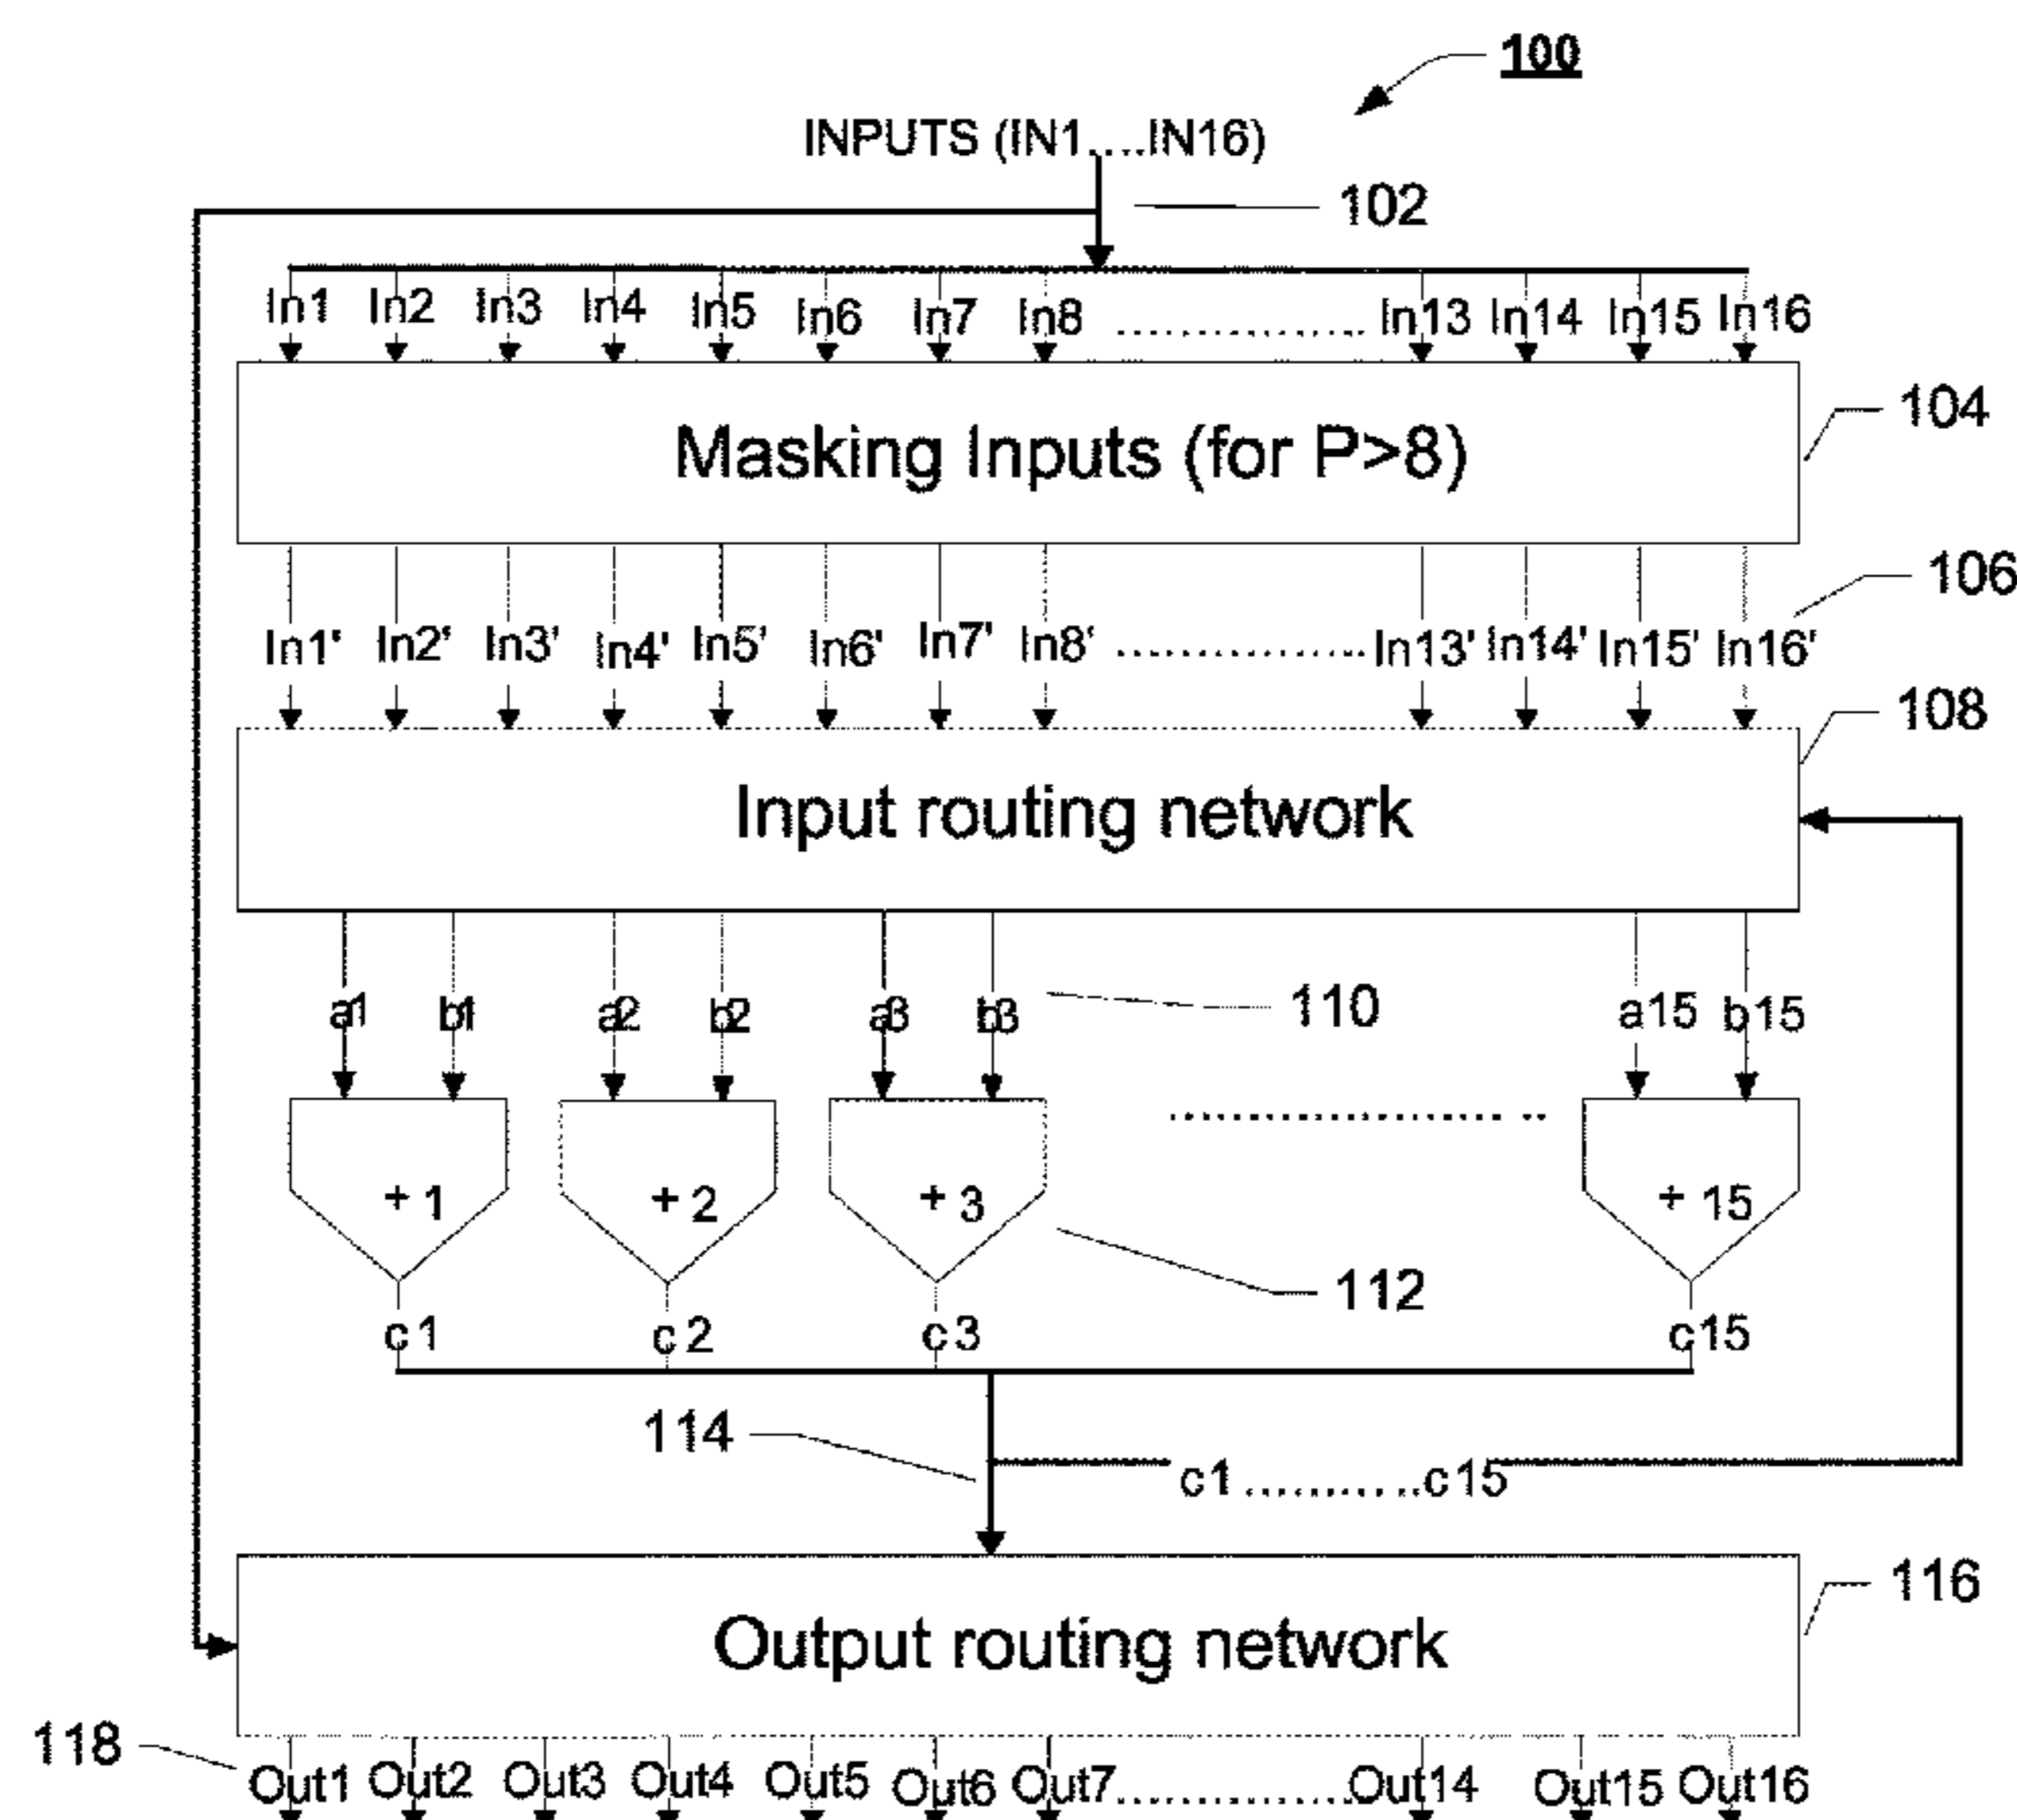 100
INPUTS (IN1....IN16)
102
In1 In2 In3 In4 In5 In6 In7 In8 ................ In13 In14 In15 In16
Masking Inputs (for P>8)
104
106
In1' In2' In3' In4' In5' In6' In7' In8' ................ In13' In14' In15' In16'
108
Input routing network
a1 b1 a2 b2 a3 b3 110 a15 b15
+ 1 + 2 + 3 ................ + 15
112
c1 c2 c3 c15
114
c1...........c15
116
Output routing network
118
Out1 Out2 Out3 Out4 Out5 Out6 Out7...............Out14 Out15 Out16